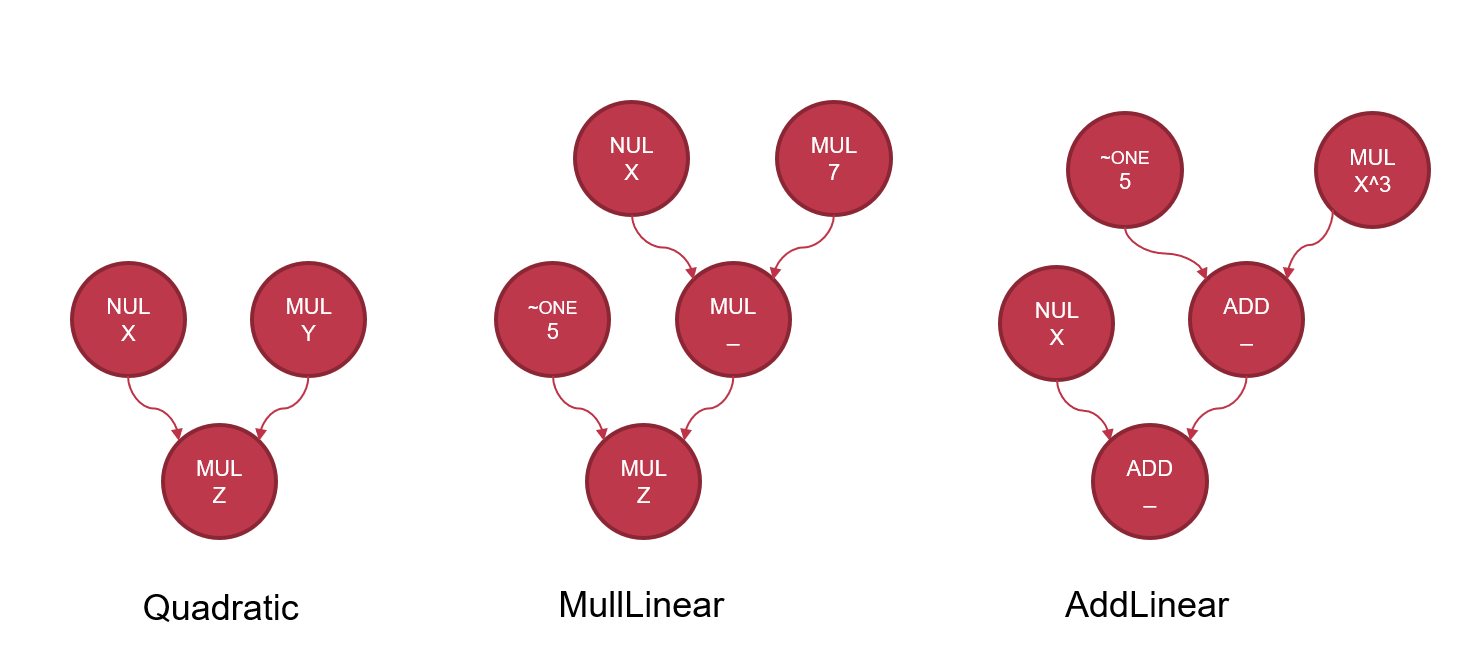 NUL
X
MUL
Y
MUL
Z
Quadratic
NUL
X
MUL
7
~ONE
5
MUL
_
MUL
Z
MullLinear
~ONE
5
MUL
X^3
NUL
X
ADD
_
ADD
_
AddLinear